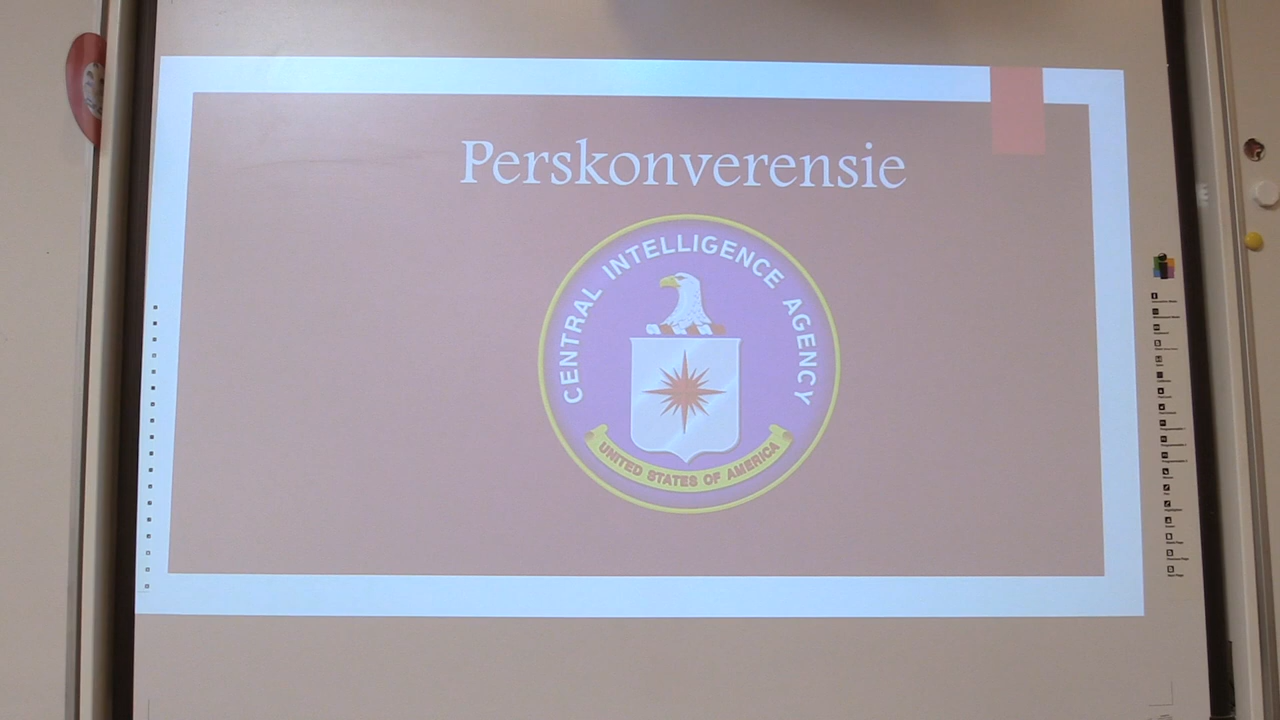 Perskonverensie
CENTRAL INTELLIGENCE AGENCY
UNITED STATES OF AMERICA